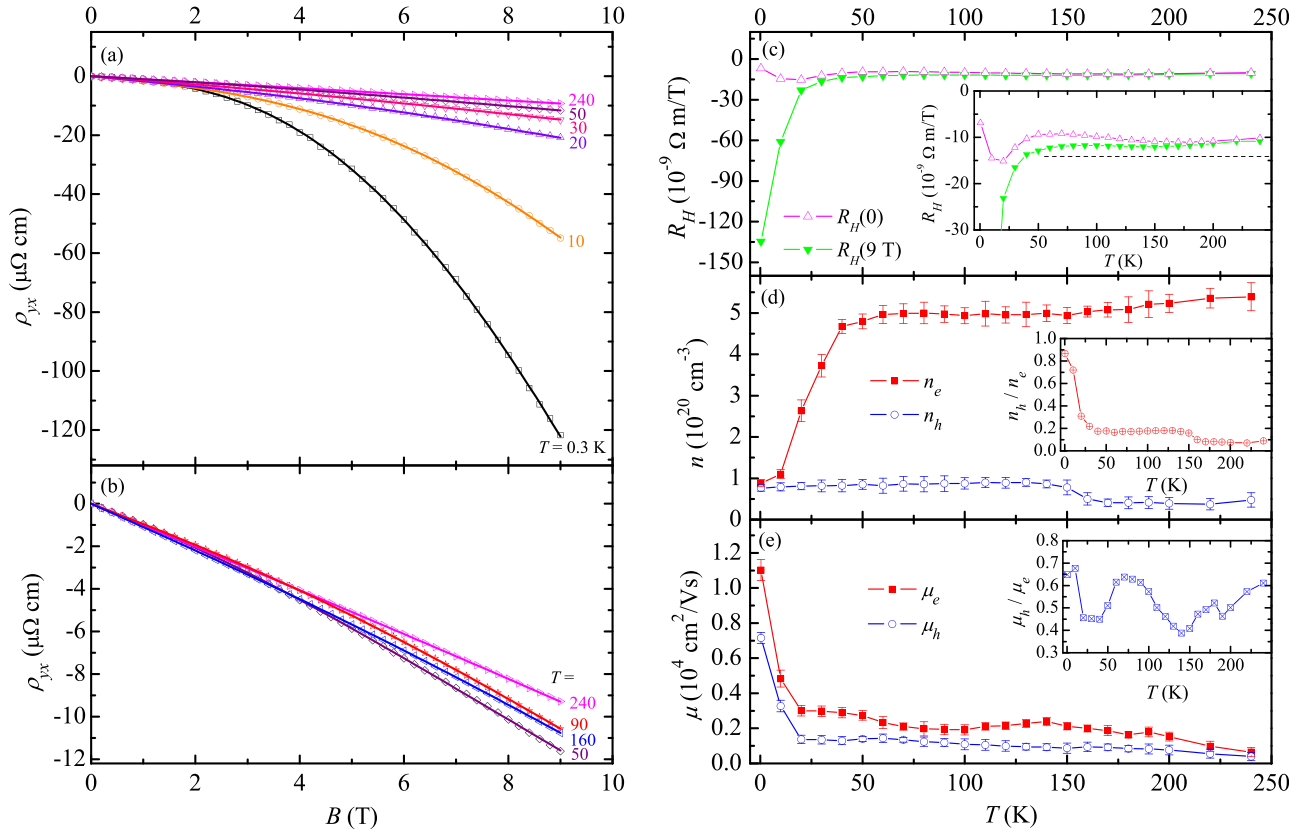 0 2 4 6 8 10
(a)
0
-20
-40
-60
-80
-100
-120
ρyx (μΩ cm)
240
50
30
20
10
T = 0.3 K
(b)
0
-2
-4
-6
-8
-10
-12
ρyx (μΩ cm)
T =
240
90
160
50
0 2 4 6 8 10
B (T)
0 50 100 150 200 250
(c)
0
-30
-60
-90
-120
-150
RH (10-9 Ω m/T)
RH(0)
RH(9 T)
0
-10
-20
-30
RH (10-9 Ω m/T)
0 50 100 150 200
T (K)
(d)
5
4
3
2
1
0
n (1020 cm-3)
ne
nh
1.0
0.8
0.6
0.4
0.2
0.0
nh / ne
0 50 100 150 200
T (K)
(e)
1.2
1.0
0.8
0.6
0.4
0.2
0.0
μ (104 cm2/Vs)
μe
μh
0.8
0.7
0.6
0.5
0.4
0.3
μh / μe
0 50 100 150 200
T (K)
0 50 100 150 200 250
T (K)